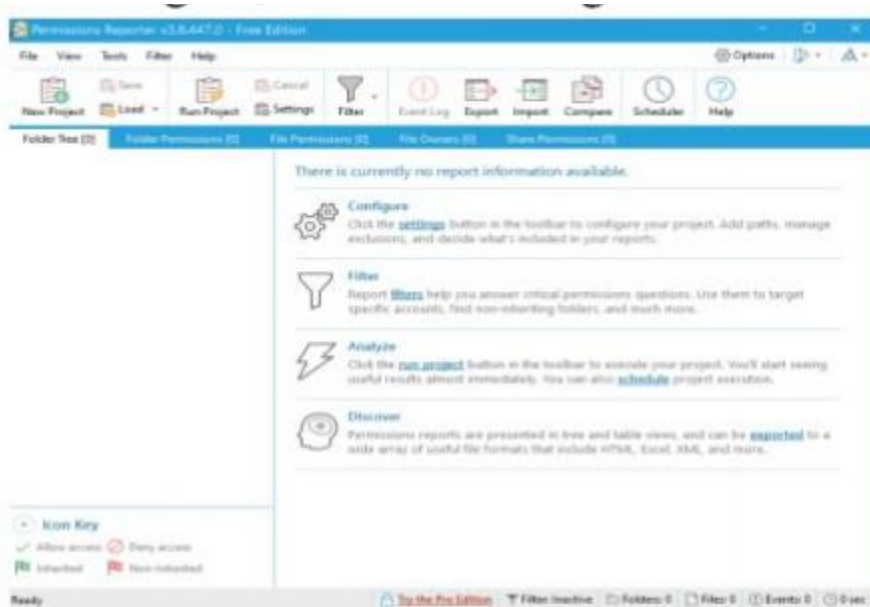 Permissions Reporter v3.8.447.0 - Free Edition
File View Tools Filter Help
Options
New Project
Save
Load
Run Project
Cancel
Settings
Filter
Event Log
Export
Import
Compare
Scheduler
Help
Folder Tree [0] Folder Permissions [0] File Permissions [0] File Owners [0] Share Permissions [0]
There is currently no report information available.
Configure
Click the settings button in the toolbar to configure your project. Add paths, manage
exclusions, and decide what's included in your reports.
Filter
Report filters help you answer critical permissions questions. Use them to target
specific accounts, find non-inheriting folders, and much more.
Analyze
Click the run project button in the toolbar to execute your project. You'll start seeing
useful results almost immediately. You can also schedule project execution.
Discover
Permissions reports are presented in tree and table views, and can be exported to a
wide array of useful file formats that include HTML, Excel, XML, and more.
Icon Key
Allow access Deny access
Inherited Non-inherited
Ready
Try the Pro Edition Filter: Inactive Folders: 0 Files: 0 Events: 0 0 sec